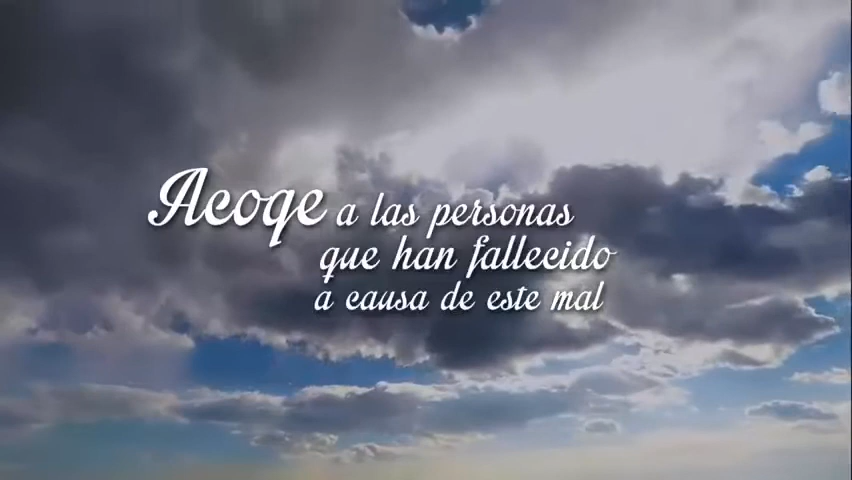 Acoge a las personas
que han fallecido
a causa de este mal